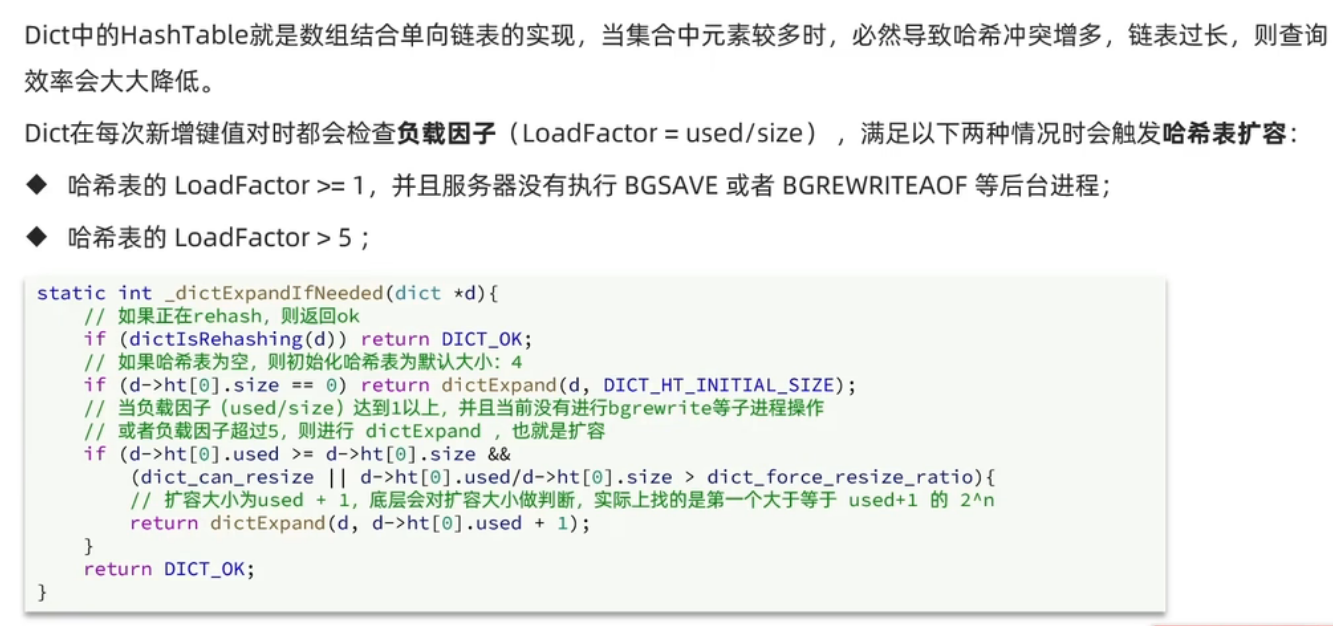 Dict中的HashTable就是数组结合单向链表的实现，当集合中元素较多时，必然导致哈希冲突增多，链表过长，则查询
效率会大大降低。
Dict在每次新增键值对时都会检查负载因子（LoadFactor = used/size），满足以下两种情况时会触发哈希表扩容：
◆ 哈希表的 LoadFactor >= 1，并且服务器没有执行 BGSAVE 或者 BGREWRITEAOF 等后台进程；
◆ 哈希表的 LoadFactor > 5 ；
static int _dictExpandIfNeeded(dict *d){
    // 如果正在rehash，则返回ok
    if (dictIsRehashing(d)) return DICT_OK;
    // 如果哈希表为空，则初始化哈希表为默认大小：4
    if (d->ht[0].size == 0) return dictExpand(d, DICT_HT_INITIAL_SIZE);
    // 当负载因子（used/size）达到1以上，并且当前没有进行bgrewrite等子进程操作
    // 或者负载因子超过5，则进行 dictExpand ，也就是扩容
    if (d->ht[0].used >= d->ht[0].size &&
        (dict_can_resize || d->ht[0].used/d->ht[0].size > dict_force_resize_ratio){
        // 扩容大小为used + 1，底层会对扩容大小做判断，实际上找的是第一个大于等于 used+1 的 2^n
        return dictExpand(d, d->ht[0].used + 1);
    }
    return DICT_OK;
}